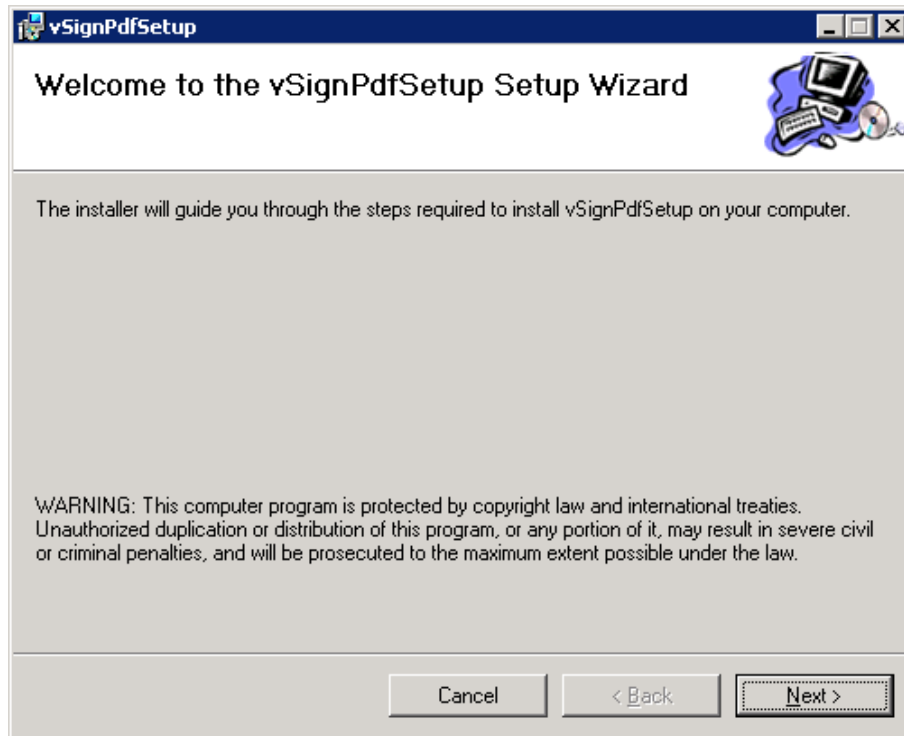 vSignPdfSetup
Welcome to the vSignPdfSetup Setup Wizard
The installer will guide you through the steps required to install vSignPdfSetup on your computer.
WARNING: This computer program is protected by copyright law and international treaties.
Unauthorized duplication or distribution of this program, or any portion of it, may result in severe civil
or criminal penalties, and will be prosecuted to the maximum extent possible under the law.
Cancel
< Back
Next >